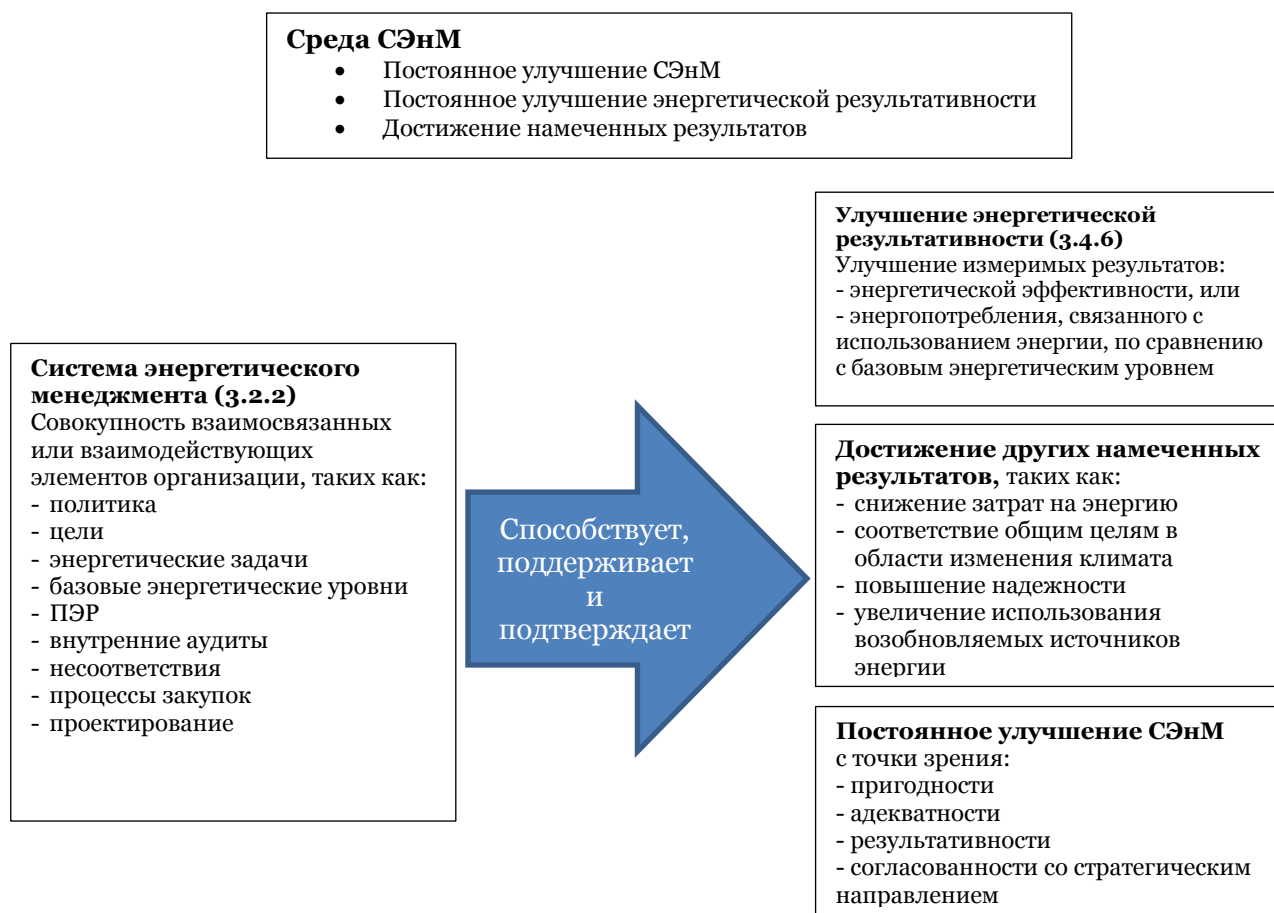 Среда СЭнМ
• Постоянное улучшение СЭнМ
• Постоянное улучшение энергетической результативности
• Достижение намеченных результатов
Система энергетического
менеджмента (3.2.2)
Совокупность взаимосвязанных
или взаимодействующих
элементов организации, таких как:
- политика
- цели
- энергетические задачи
- базовые энергетические уровни
- ПЭР
- внутренние аудиты
- несоответствия
- процессы закупок
- проектирование
Способствует,
поддерживает
и
подтверждает
Улучшение энергетической
результативности (3.4.6)
Улучшение измеримых результатов:
- энергетической эффективности, или
- энергопотребления, связанного с
использованием энергии, по сравнению
с базовым энергетическим уровнем
Достижение других намеченных
результатов, таких как:
- снижение затрат на энергию
- соответствие общим целям в
области изменения климата
- повышение надежности
- увеличение использования
возобновляемых источников
энергии
Постоянное улучшение СЭнМ
с точки зрения:
- пригодности
- адекватности
- результативности
- согласованности со стратегическим
направлением